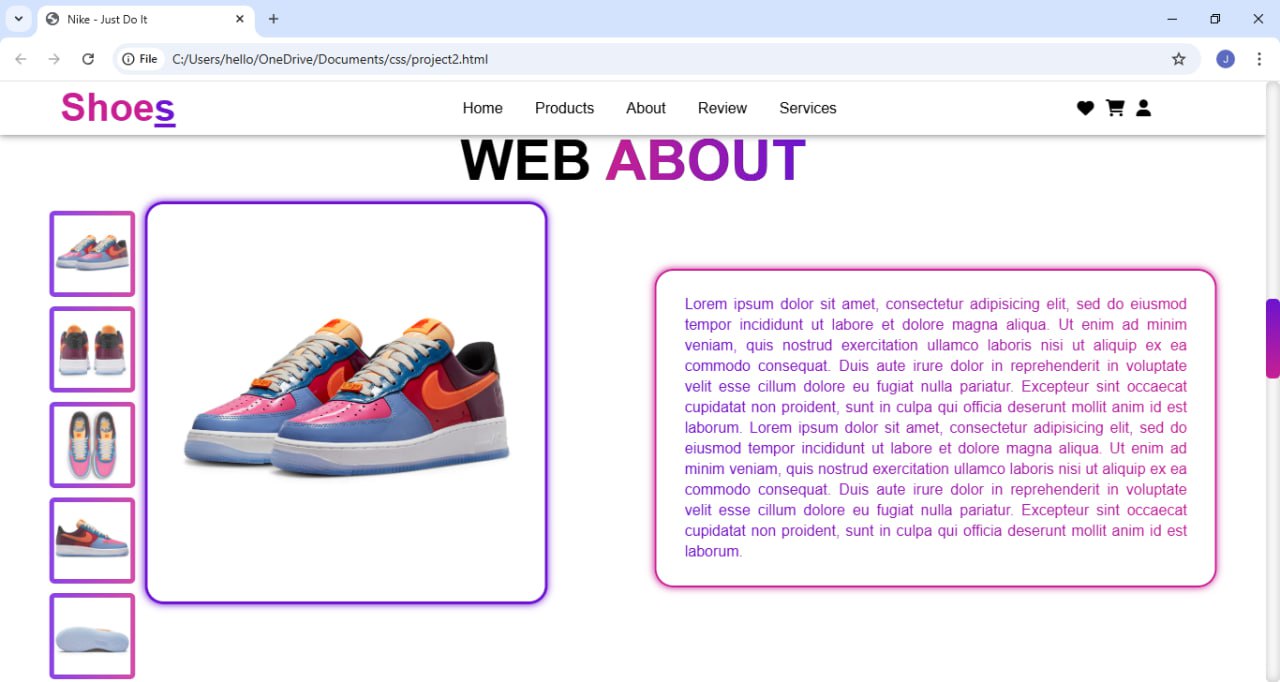 Nike - Just Do It
File
C:/Users/hello/OneDrive/Documents/css/project2.html
J
Shoes
Home Products About Review Services
WEB ABOUT
Lorem ipsum dolor sit amet, consectetur adipisicing elit, sed do eiusmod
tempor incididunt ut labore et dolore magna aliqua. Ut enim ad minim
veniam, quis nostrud exercitation ullamco laboris nisi ut aliquip ex ea
commodo consequat. Duis aute irure dolor in reprehenderit in voluptate
velit esse cillum dolore eu fugiat nulla pariatur. Excepteur sint occaecat
cupidatat non proident, sunt in culpa qui officia deserunt mollit anim id est
laborum. Lorem ipsum dolor sit amet, consectetur adipisicing elit, sed do
eiusmod tempor incididunt ut labore et dolore magna aliqua. Ut enim ad
minim veniam, quis nostrud exercitation ullamco laboris nisi ut aliquip ex ea
commodo consequat. Duis aute irure dolor in reprehenderit in voluptate
velit esse cillum dolore eu fugiat nulla pariatur. Excepteur sint occaecat
cupidatat non proident, sunt in culpa qui officia deserunt mollit anim id est
laborum.